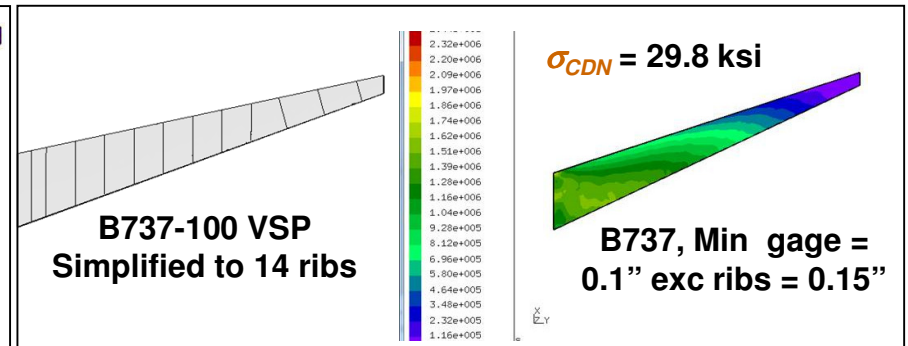 B737-100 VSP
Simplified to 14 ribs
2.32e+006
2.20e+006
2.09e+006
1.97e+006
1.86e+006
1.74e+006
1.62e+006
1.51e+006
1.39e+006
1.28e+006
1.16e+006
1.04e+006
9.28e+005
8.12e+005
6.96e+005
5.80e+005
4.64e+005
3.48e+005
2.32e+005
1.16e+005
σCDN = 29.8 ksi
B737, Min gage =
0.1” exc ribs = 0.15”
X
Z Y